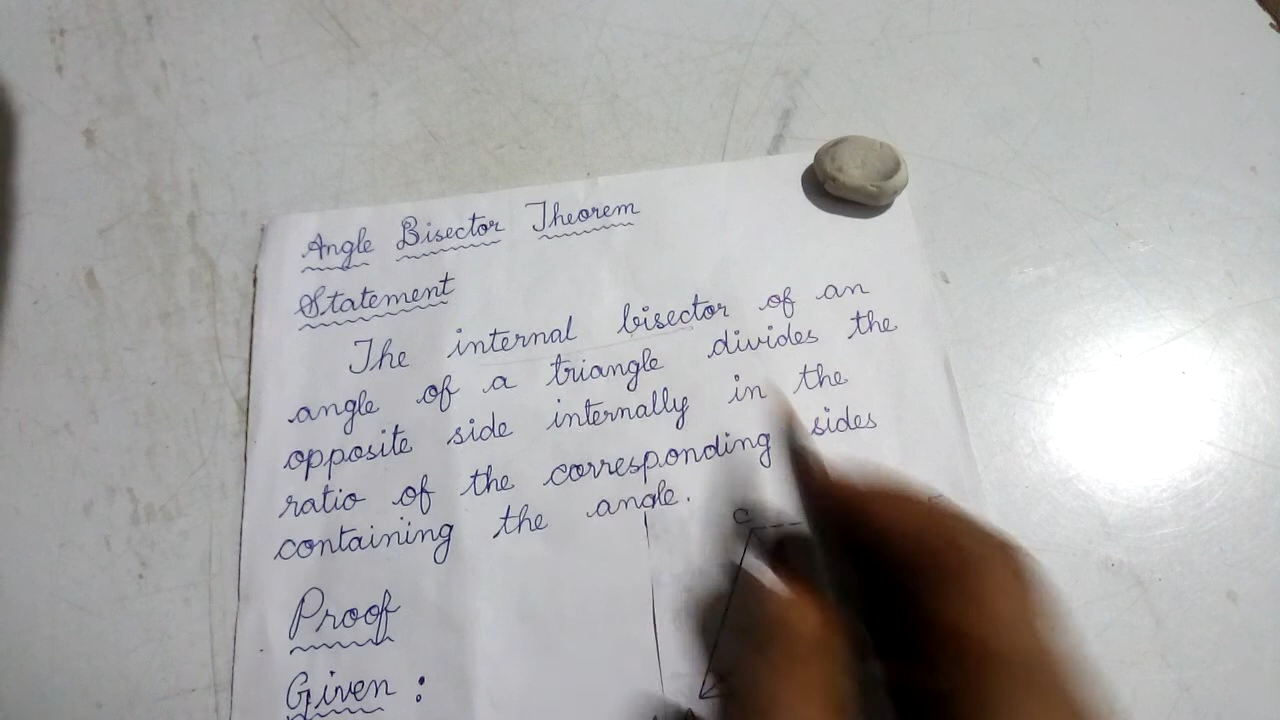 Angle Bisector Theorem
Statement
The internal bisector of an
angle of a triangle divides the
opposite side internally in the
ratio of the corresponding sides
containing the angle.
C
Proof
Given :